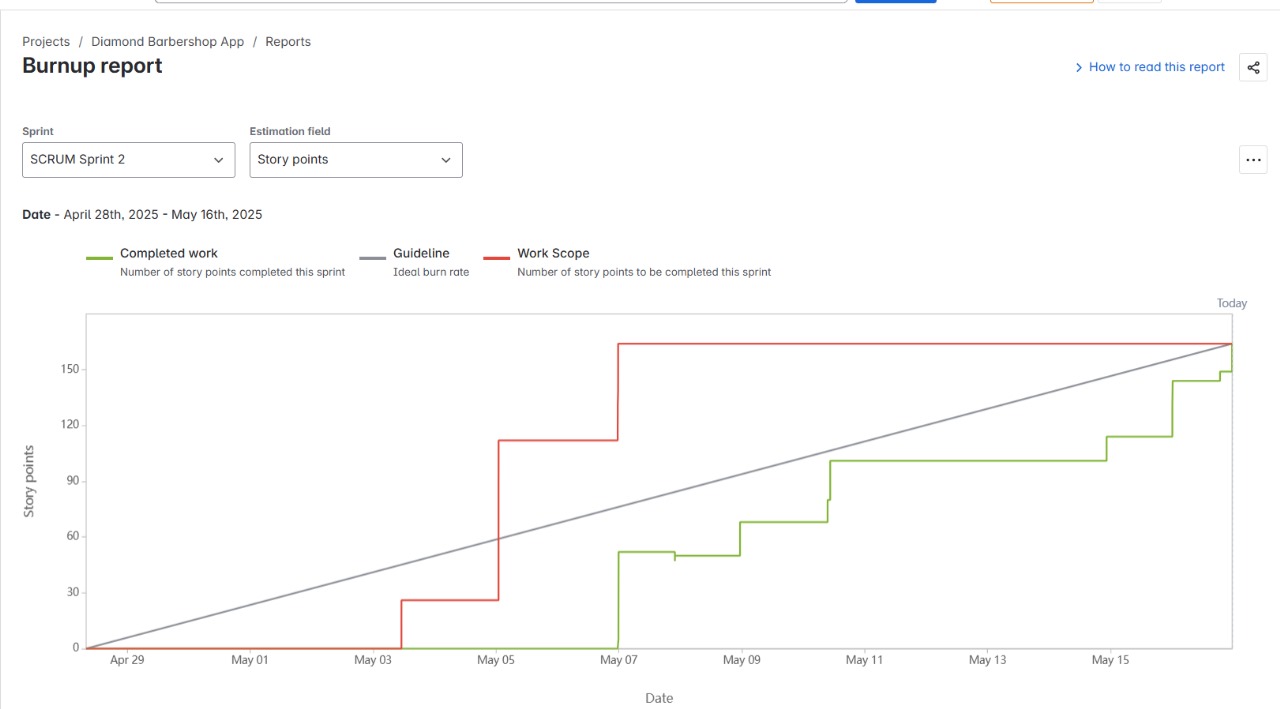 Projects / Diamond Barbershop App / Reports
Burnup report
How to read this report
Sprint
Estimation field
SCRUM Sprint 2
Story points
Date - April 28th, 2025 - May 16th, 2025
Completed work
Number of story points completed this sprint
Guideline
Ideal burn rate
Work Scope
Number of story points to be completed this sprint
Today
150
120
90
60
30
0
Story points
Apr 29
May 01
May 03
May 05
May 07
May 09
May 11
May 13
May 15
Date